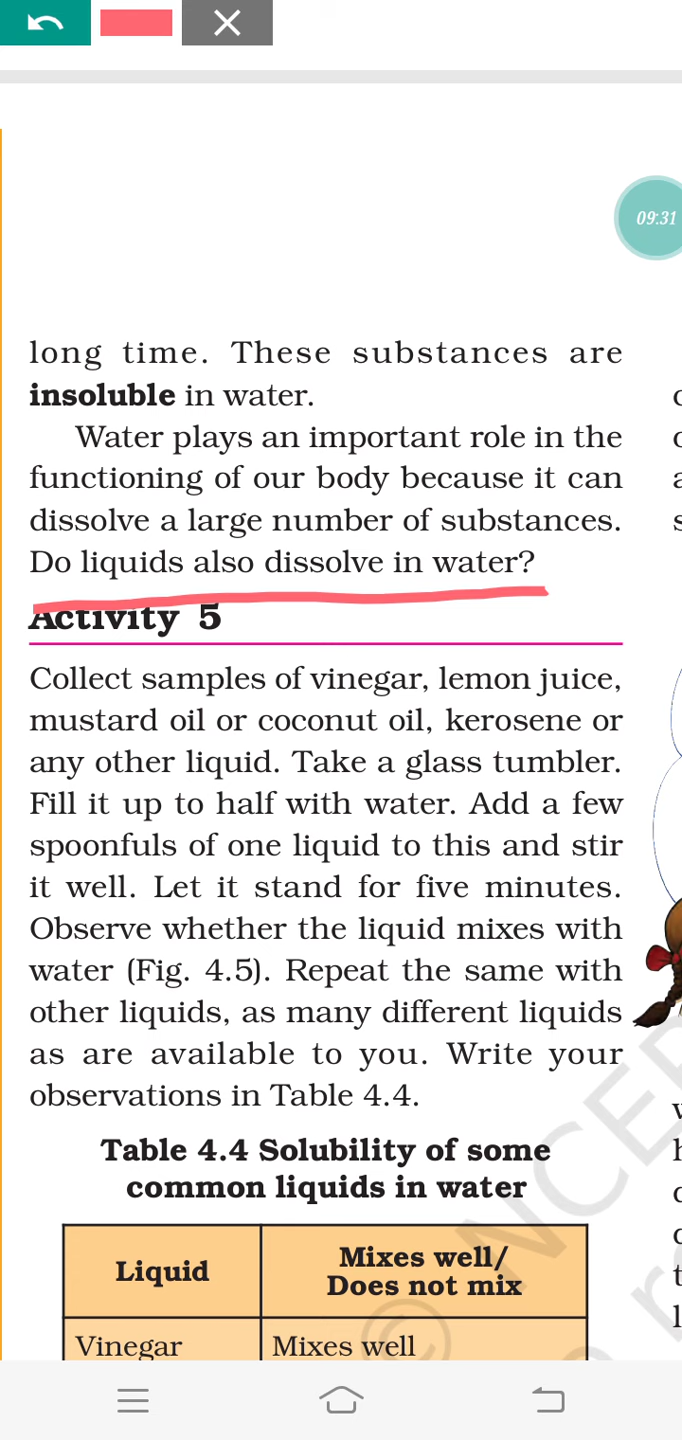 09:31
long time. These substances are
insoluble in water.
Water plays an important role in the
functioning of our body because it can
dissolve a large number of substances.
Do liquids also dissolve in water?
Activity 5
Collect samples of vinegar, lemon juice,
mustard oil or coconut oil, kerosene or
any other liquid. Take a glass tumbler.
Fill it up to half with water. Add a few
spoonfuls of one liquid to this and stir
it well. Let it stand for five minutes.
Observe whether the liquid mixes with
water (Fig. 4.5). Repeat the same with
other liquids, as many different liquids
as are available to you. Write your
observations in Table 4.4.
Table 4.4 Solubility of some
common liquids in water
Liquid
Mixes well/
Does not mix
Vinegar
Mixes well